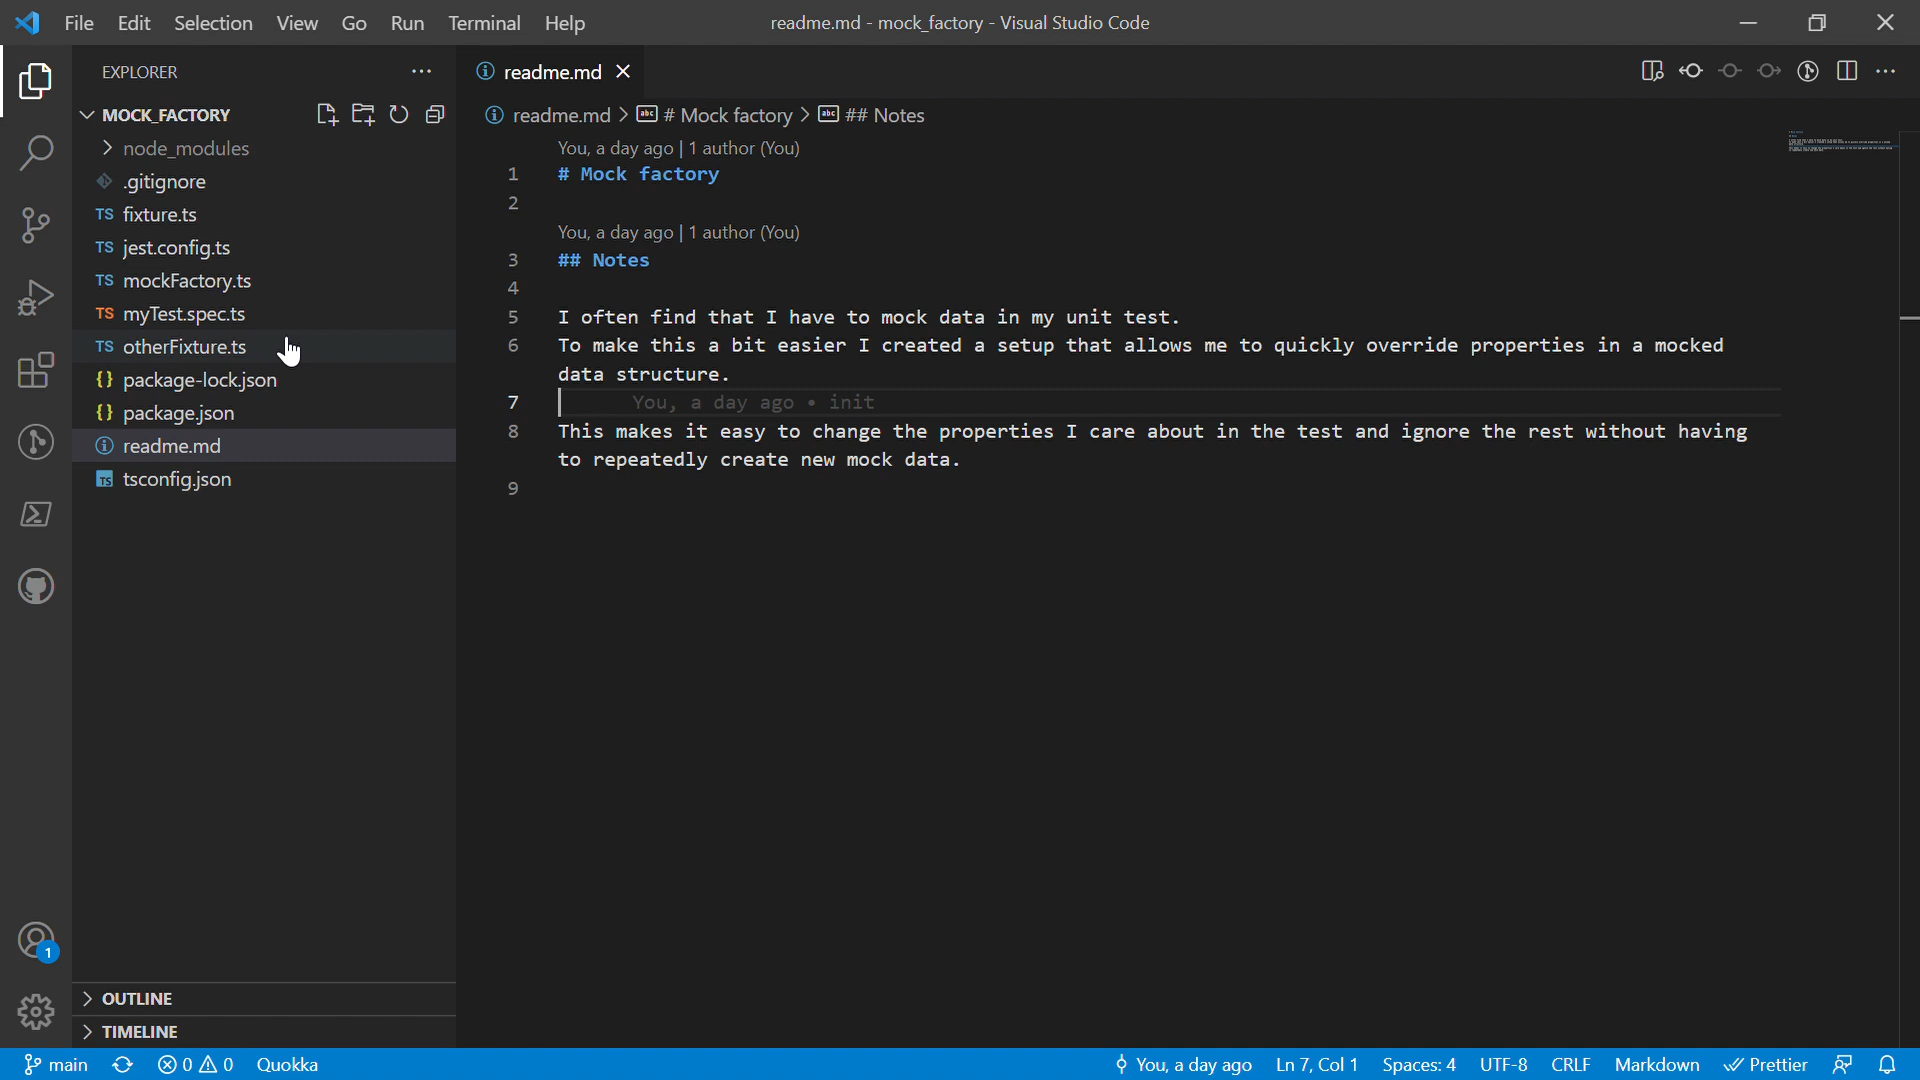 File Edit Selection View Go Run Terminal Help
readme.md - mock_factory - Visual Studio Code
EXPLORER
MOCK_FACTORY
node_modules
.gitignore
TS fixture.ts
TS jest.config.ts
TS mockFactory.ts
TS myTest.spec.ts
TS otherFixture.ts
{} package-lock.json
{} package.json
readme.md
TS tsconfig.json
OUTLINE
TIMELINE
1
readme.md
readme.md > abc # Mock factory > abc ## Notes
You, a day ago | 1 author (You)
1 # Mock factory
2
You, a day ago | 1 author (You)
3 ## Notes
4
5 I often find that I have to mock data in my unit test.
6 To make this a bit easier I created a setup that allows me to quickly override properties in a mocked
data structure.
7 You, a day ago • init
8 This makes it easy to change the properties I care about in the test and ignore the rest without having
to repeatedly create new mock data.
9
main 0 0 Quokka You, a day ago Ln 7, Col 1 Spaces: 4 UTF-8 CRLF Markdown Prettier